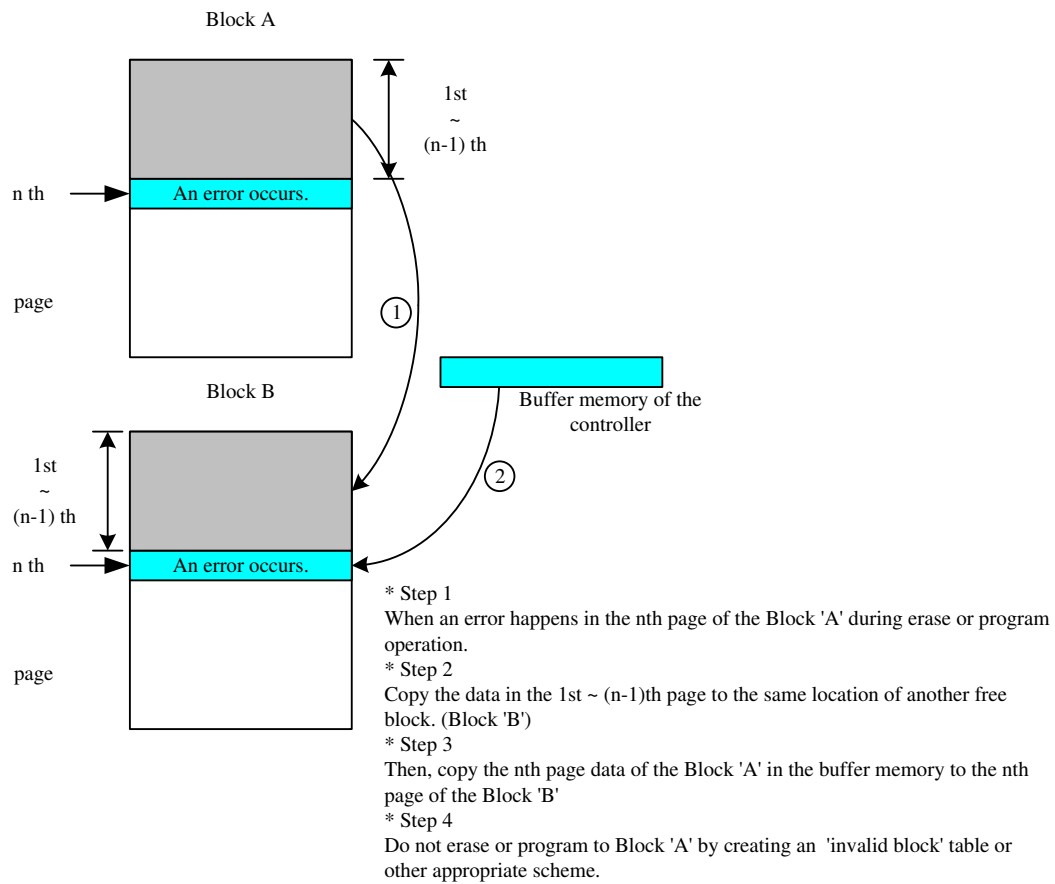 Block A
1st
~
(n-1) th
n th
An error occurs.
page
1
Buffer memory of the
controller
Block B
1st
~
(n-1) th
2
n th
An error occurs.
page
* Step 1
When an error happens in the nth page of the Block 'A' during erase or program
operation.
* Step 2
Copy the data in the 1st ~ (n-1)th page to the same location of another free
block. (Block 'B')
* Step 3
Then, copy the nth page data of the Block 'A' in the buffer memory to the nth
page of the Block 'B'
* Step 4
Do not erase or program to Block 'A' by creating an 'invalid block' table or
other appropriate scheme.